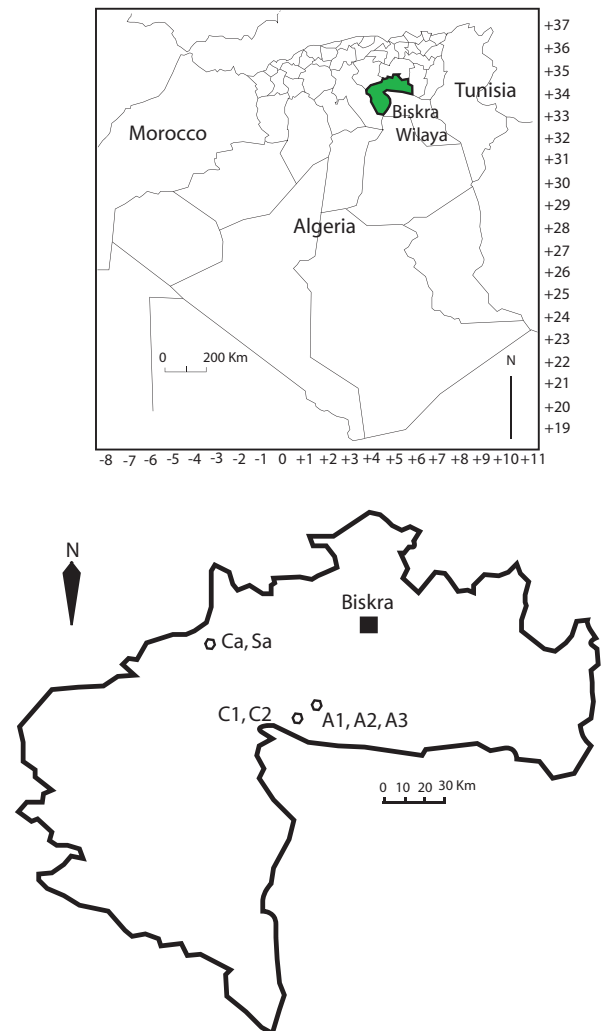 +37
+36
+35
+34
+33
+32
+31
+30
+29
+28
+27
+26
+25
+24
+23
+22
+21
+20
+19
Tunisia
Morocco
Biskra
Wilaya
Algeria
0 200 Km
N
-8 -7 -6 -5 -4 -3 -2 -1 0 +1 +2 +3 +4 +5 +6 +7 +8 +9 +10 +11
N
Biskra
Ca, Sa
C1, C2
A1, A2, A3
0 10 20 30 Km